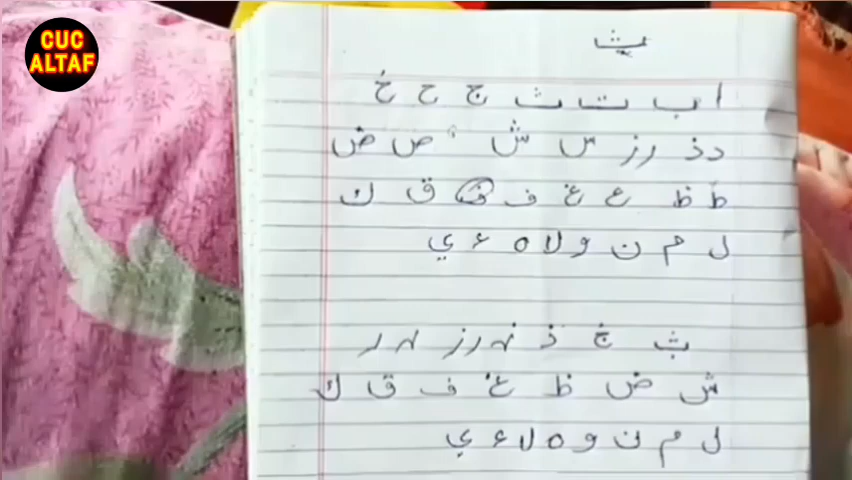 CUC
ALTAF
ث
ا ب ت ث ج ح خ
د ذ ر ز س ش ص ض
ط ظ ع غ ف ق ك
ل م ن و لا ه ء ي
ذ ر ز
ش ض ظ غ ف ق ك
ل م ن و ه لا ء ي